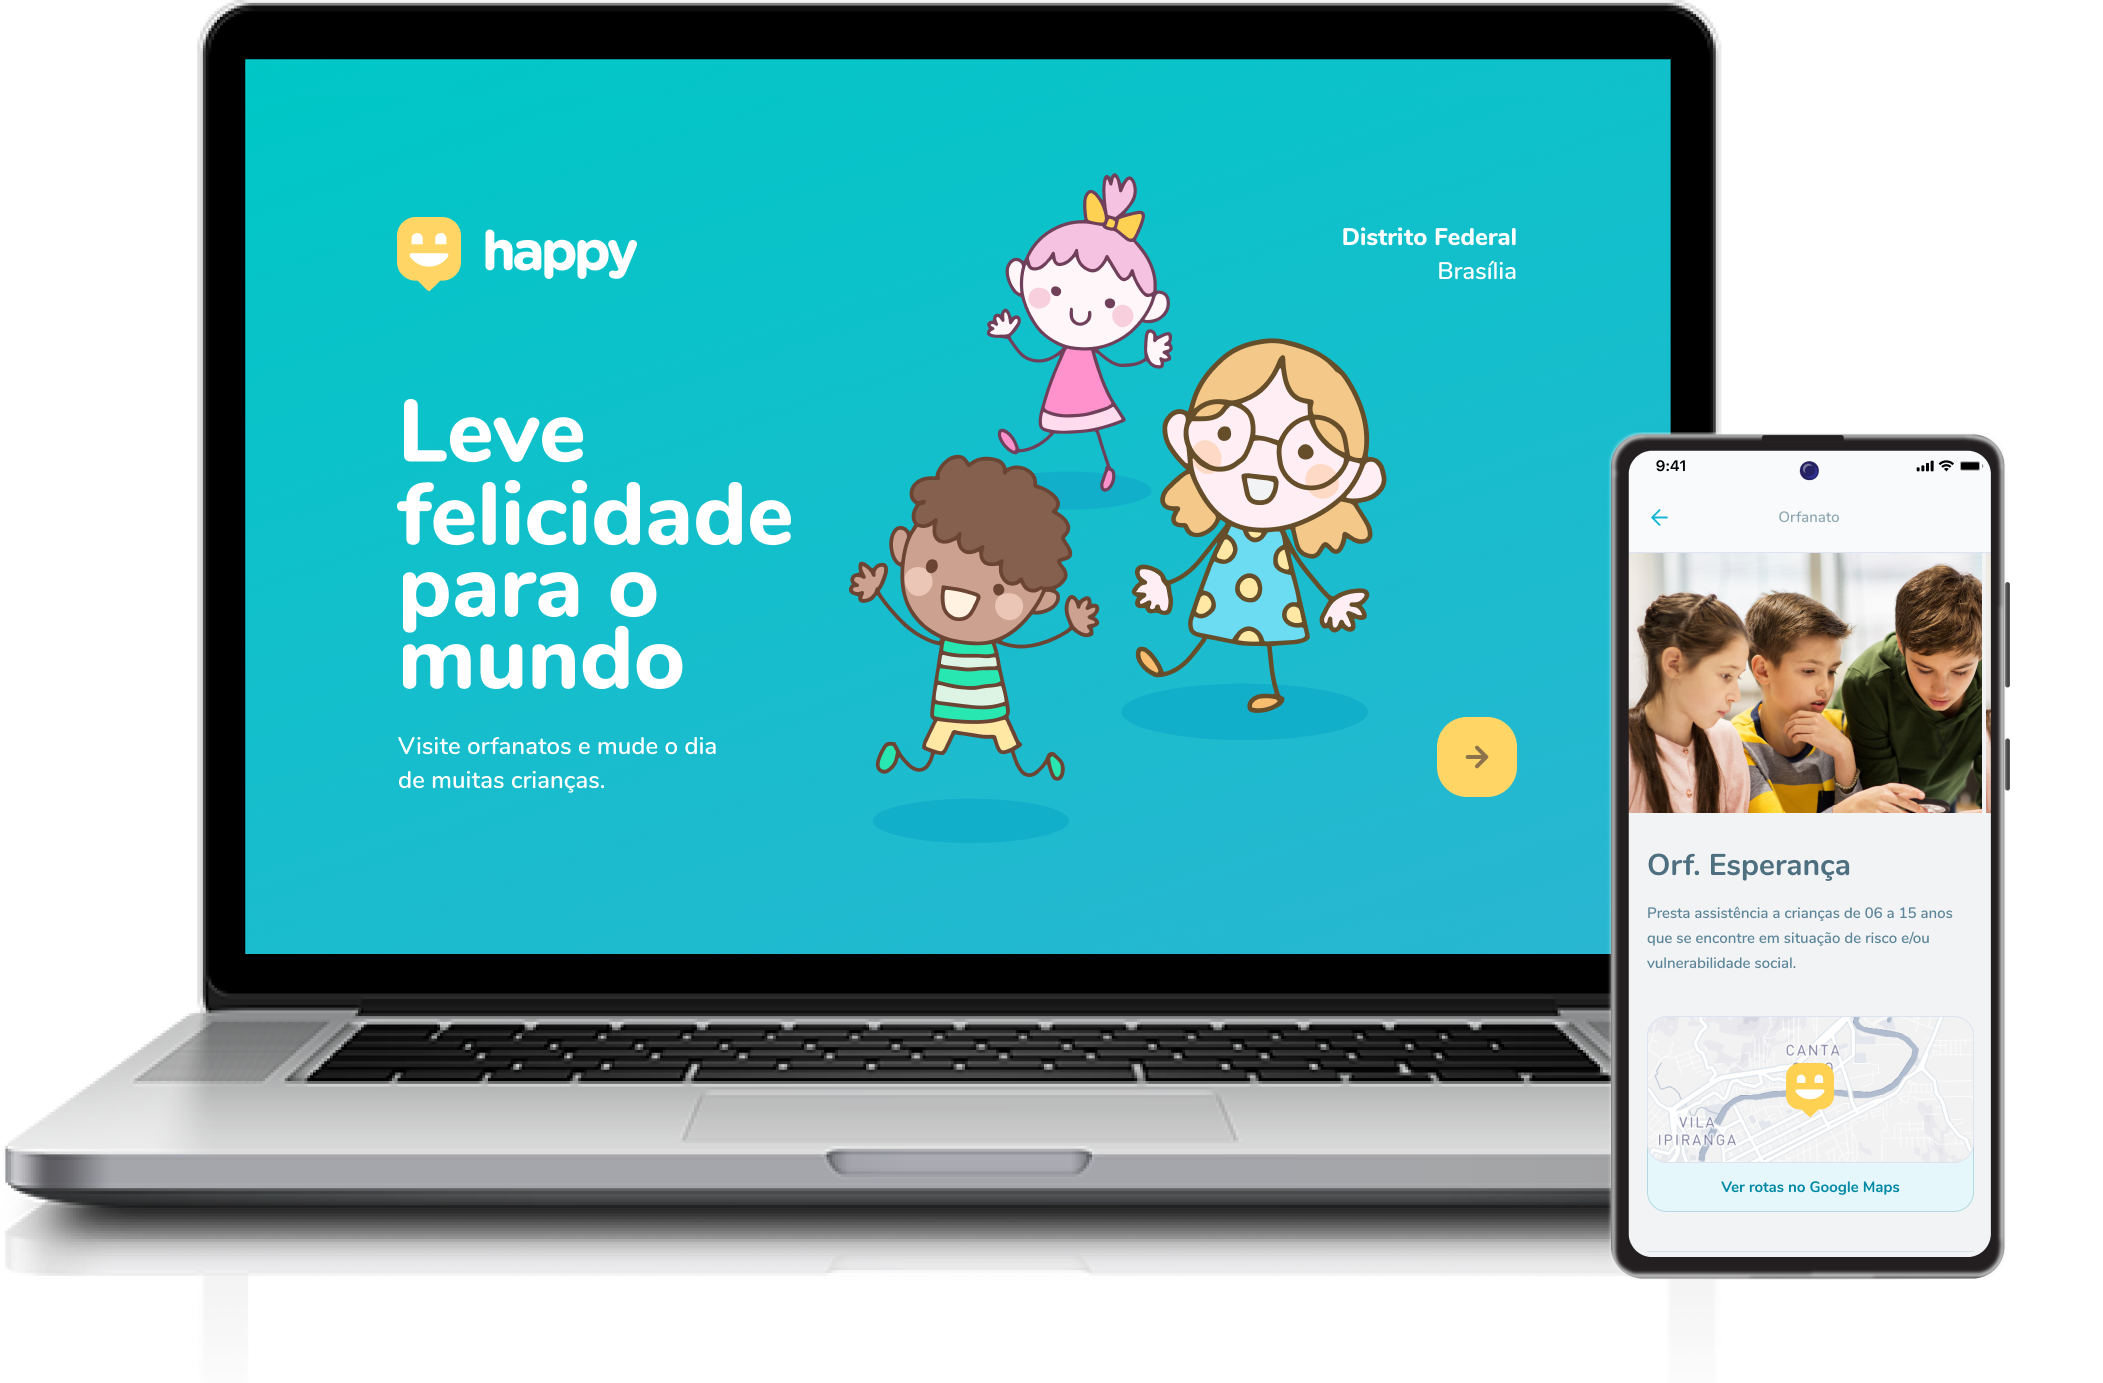 happy
Distrito Federal
Brasília
Leve
felicidade
para o
mundo
Visite orfanatos e mude o dia
de muitas crianças.
9:41
Orfanato
Orf. Esperança
Presta assistência a crianças de 06 a 15 anos
que se encontre em situação de risco e/ou
vulnerabilidade social.
CANTA
VILA
IPIRANGA
Ver rotas no Google Maps